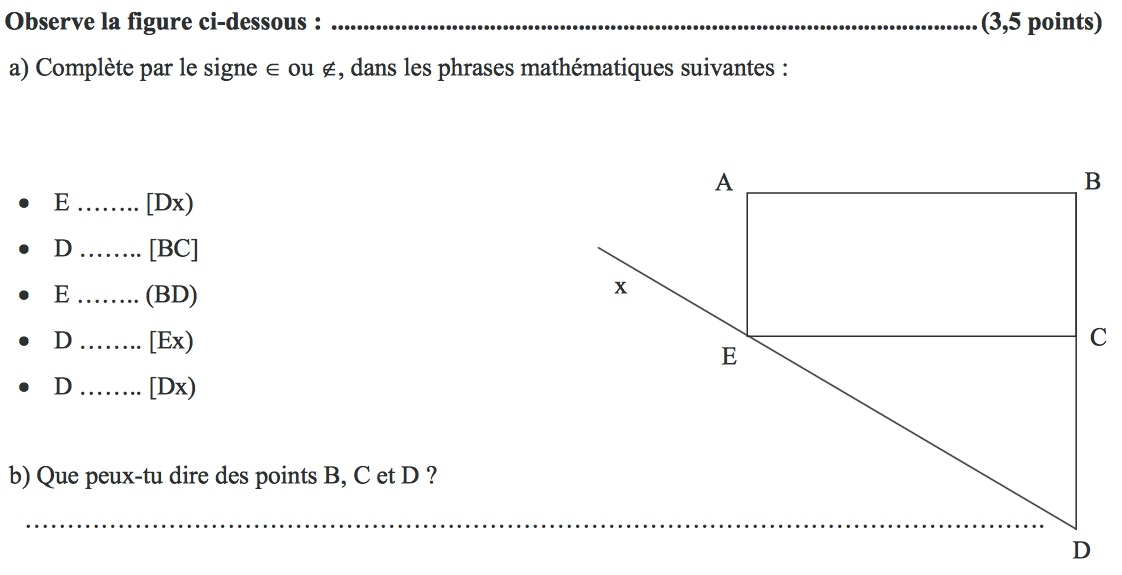 Observe la figure ci-dessous : ........................................................................................(3,5 points)
a) Complète par le signe ∈ ou ∉, dans les phrases mathématiques suivantes :
A
B
• E ........ [Dx)
• D ........ [BC]
x
• E ........ (BD)
• D ........ [Ex)
C
E
• D ........ [Dx)
b) Que peux-tu dire des points B, C et D ?
........................................................................................................................
D